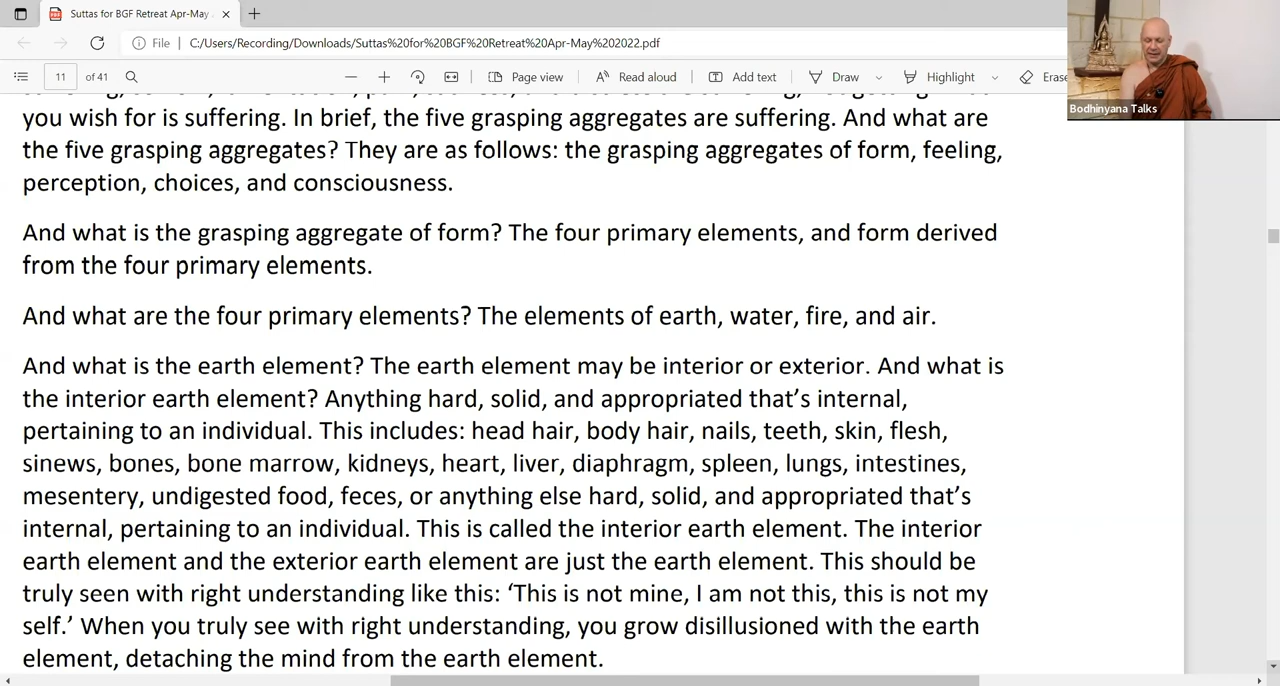 Suttas for BGF Retreat Apr-May
File C:/Users/Recording/Downloads/Suttas%20for%20BGF%20Retreat%20Apr-May%202022.pdf
11 of 41 Page view Read aloud Add text Draw Highlight Erase
Bodhinyana Talks
you wish for is suffering. In brief, the five grasping aggregates are suffering. And what are
the five grasping aggregates? They are as follows: the grasping aggregates of form, feeling,
perception, choices, and consciousness.
And what is the grasping aggregate of form? The four primary elements, and form derived
from the four primary elements.
And what are the four primary elements? The elements of earth, water, fire, and air.
And what is the earth element? The earth element may be interior or exterior. And what is
the interior earth element? Anything hard, solid, and appropriated that’s internal,
pertaining to an individual. This includes: head hair, body hair, nails, teeth, skin, flesh,
sinews, bones, bone marrow, kidneys, heart, liver, diaphragm, spleen, lungs, intestines,
mesentery, undigested food, feces, or anything else hard, solid, and appropriated that’s
internal, pertaining to an individual. This is called the interior earth element. The interior
earth element and the exterior earth element are just the earth element. This should be
truly seen with right understanding like this: ‘This is not mine, I am not this, this is not my
self.’ When you truly see with right understanding, you grow disillusioned with the earth
element, detaching the mind from the earth element.